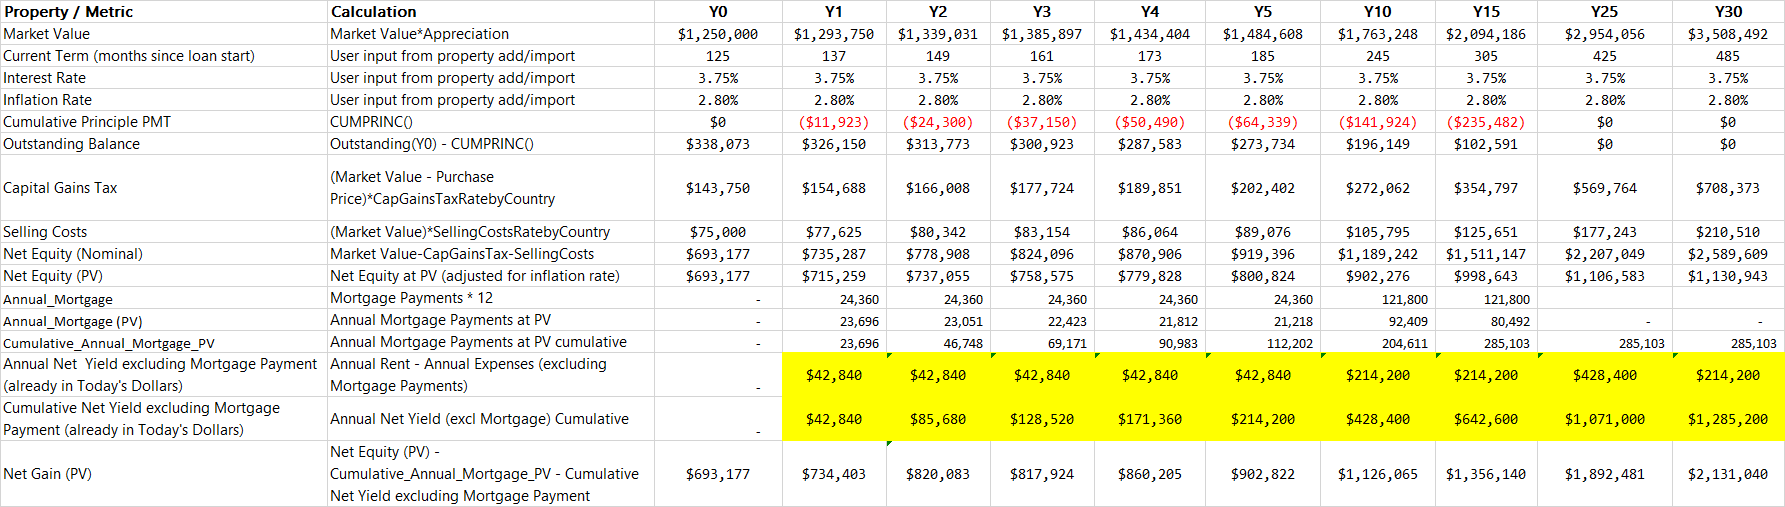 Property / Metric Calculation Y0 Y1 Y2 Y3 Y4 Y5 Y10 Y15 Y25 Y30
Market Value Market Value*Appreciation $1,250,000 $1,293,750 $1,339,031 $1,385,897 $1,434,404 $1,484,608 $1,763,248 $2,094,186 $2,954,056 $3,508,492
Current Term (months since loan start) User input from property add/import 125 137 149 161 173 185 245 305 425 485
Interest Rate User input from property add/import 3.75% 3.75% 3.75% 3.75% 3.75% 3.75% 3.75% 3.75% 3.75% 3.75%
Inflation Rate User input from property add/import 2.80% 2.80% 2.80% 2.80% 2.80% 2.80% 2.80% 2.80% 2.80% 2.80%
Cumulative Principle PMT CUMPRINC() $0 ($11,923) ($24,300) ($37,150) ($50,490) ($64,339) ($141,924) ($235,482) $0 $0
Outstanding Balance Outstanding(Y0) - CUMPRINC() $338,073 $326,150 $313,773 $300,923 $287,583 $273,734 $196,149 $102,591 $0 $0
(Market Value - Purchase
Capital Gains Tax Price)*CapGainsTaxRatebyCountry $143,750 $154,688 $166,008 $177,724 $189,851 $202,402 $272,062 $354,797 $569,764 $708,373
Selling Costs (Market Value)*SellingCostsRatebyCountry $75,000 $77,625 $80,342 $83,154 $86,064 $89,076 $105,795 $125,651 $177,243 $210,510
Net Equity (Nominal) Market Value-CapGainsTax-SellingCosts $693,177 $735,287 $778,908 $824,096 $870,906 $919,396 $1,189,242 $1,511,147 $2,207,049 $2,589,609
Net Equity (PV) Net Equity at PV (adjusted for inflation rate) $693,177 $715,259 $737,055 $758,575 $779,828 $800,824 $902,276 $998,643 $1,106,583 $1,130,943
Annual_Mortgage Mortgage Payments * 12 - 24,360 24,360 24,360 24,360 24,360 121,800 121,800
Annual_Mortgage (PV) Annual Mortgage Payments at PV - 23,696 23,051 22,423 21,812 21,218 92,409 80,492 - -
Cumulative_Annual_Mortgage_PV Annual Mortgage Payments at PV cumulative 23,696 46,748 69,171 90,983 112,202 204,611 285,103 285,103 285,103
Annual Net Yield excluding Mortgage Payment Annual Rent - Annual Expenses (excluding
(already in Today's Dollars) Mortgage Payments) - $42,840 $42,840 $42,840 $42,840 $42,840 $214,200 $214,200 $428,400 $214,200
Cumulative Net Yield excluding Mortgage
Payment (already in Today's Dollars) Annual Net Yield (excl Mortgage) Cumulative - $42,840 $85,680 $128,520 $171,360 $214,200 $428,400 $642,600 $1,071,000 $1,285,200
Net Equity (PV) -
Net Gain (PV) Cumulative_Annual_Mortgage_PV - Cumulative $693,177 $734,403 $820,083 $817,924 $860,205 $902,822 $1,126,065 $1,356,140 $1,892,481 $2,131,040
Net Yield excluding Mortgage Payment